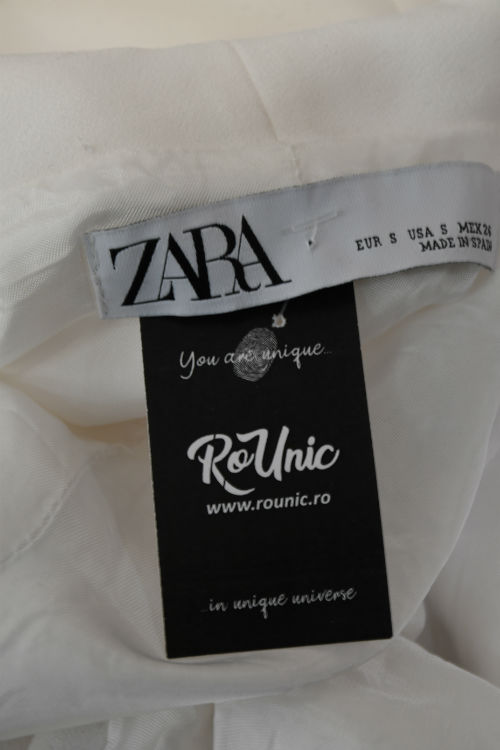 ZARA
EUR S USA S MEX 26
MADE IN SPAIN
You are unique...
RoUnic
www.rounic.ro
...in unique universe